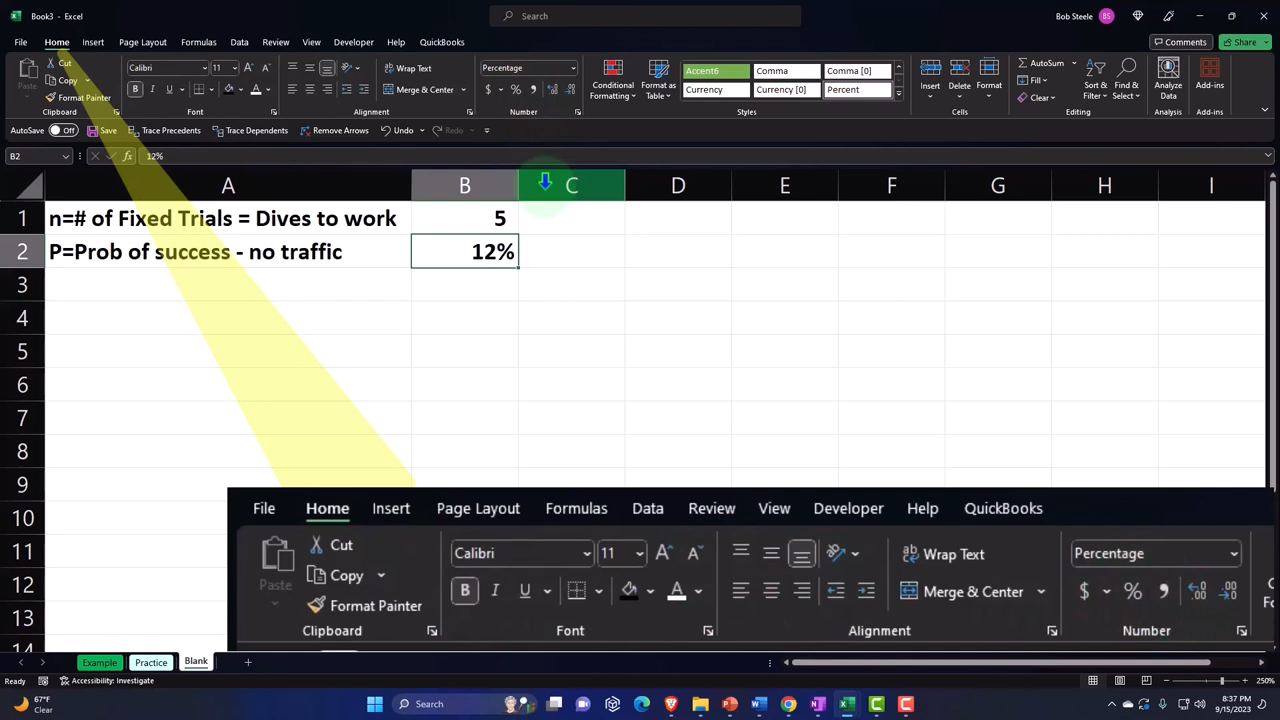 Book3 - Excel
Search
Bob Steele BS
File Home Insert Page Layout Formulas Data Review View Developer Help QuickBooks
Comments Share
Paste Cut Copy Format Painter Clipboard
Calibri 11 B I U Font
Wrap Text Merge & Center Alignment
Percentage $ % Number
Conditional Formatting Format as Table
Accent6 Comma Comma [0]
Currency Currency [0] Percent
Styles
Insert Delete Format Cells
AutoSum Fill Clear Sort & Filter Find & Select Editing
Analyze Data Analysis Add-ins Add-ins
AutoSave Off Save Trace Precedents Trace Dependents Remove Arrows Undo Redo
B2 fx 12%
A B C D E F G H I
1 n=# of Fixed Trials = Dives to work 5
2 P=Prob of success - no traffic 12%
3
4
5
6
7
8
9
10
11
12
13
14
File Home Insert Page Layout Formulas Data Review View Developer Help QuickBooks
Paste Cut Copy Format Painter Clipboard
Calibri 11 B I U A Font
Wrap Text Merge & Center Alignment
Percentage $ % Number
Example Practice Blank
Ready Accessibility: Investigate 250%
67°F
Clear
Search
8:37 PM
9/15/2023